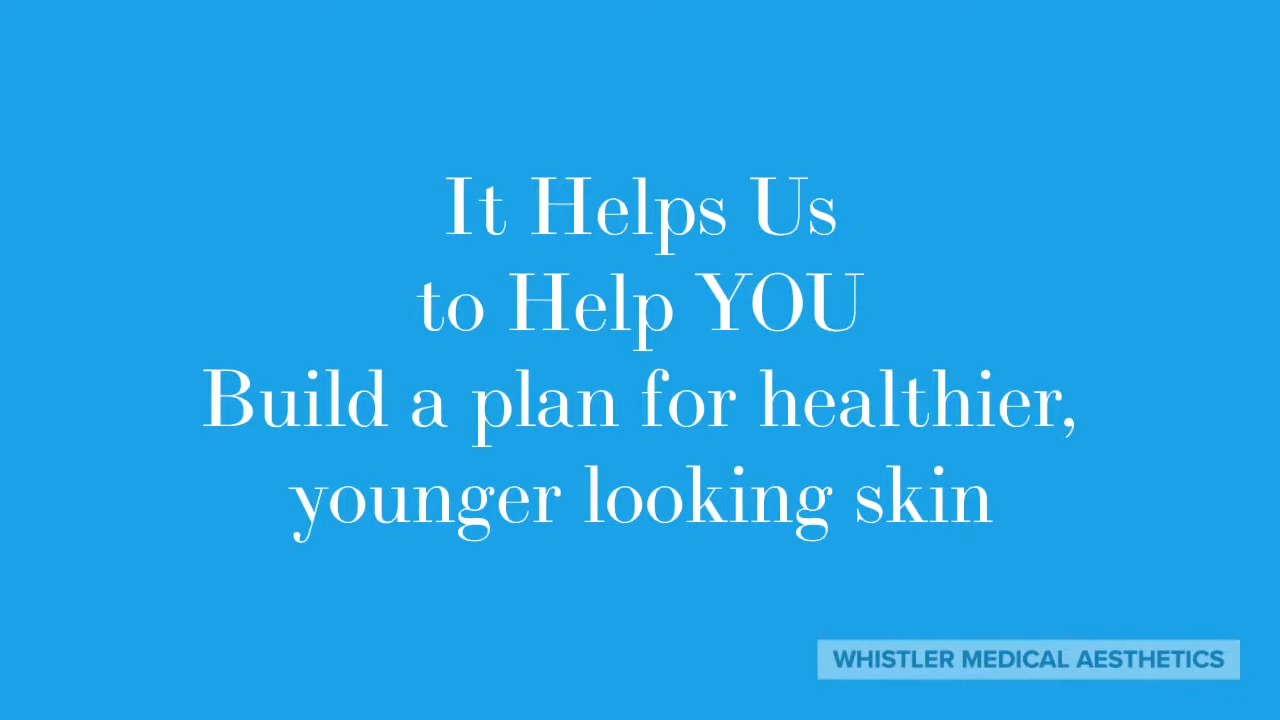 It Helps Us
to Help YOU
Build a plan for healthier,
younger looking skin
WHISTLER MEDICAL AESTHETICS